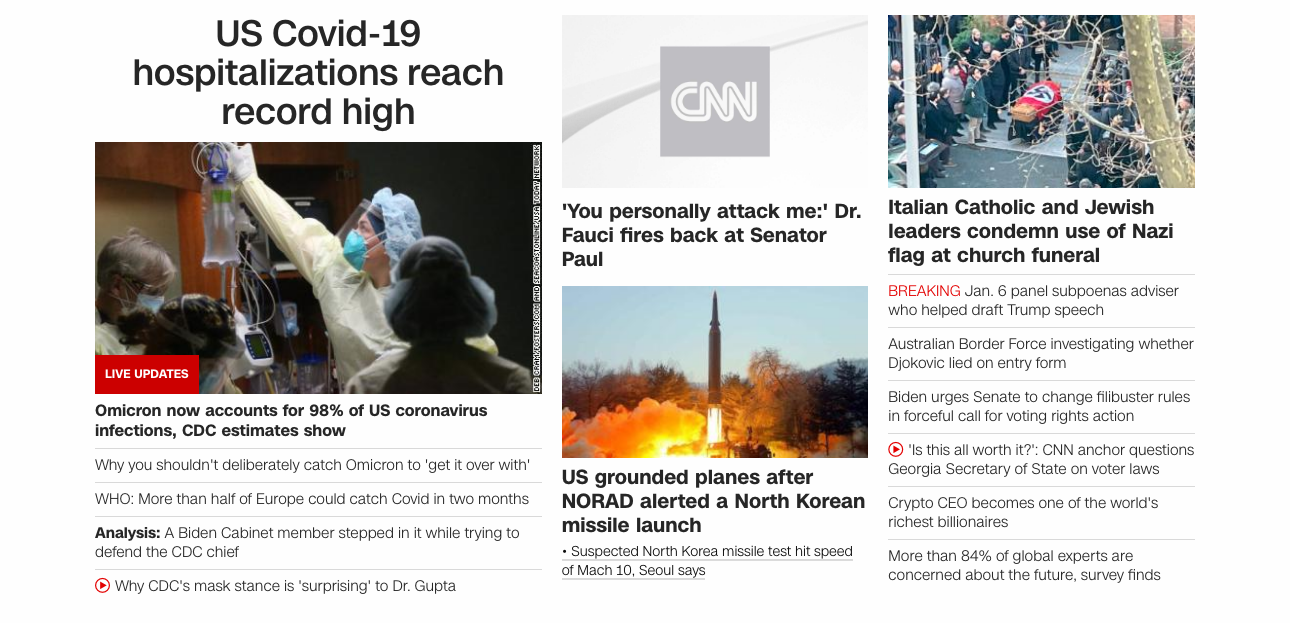 US Covid-19
hospitalizations reach
record high
DEB CRAM/FOSTERS.COM AND SEACOASTONLINE/USA TODAY NETWORK
LIVE UPDATES
Omicron now accounts for 98% of US coronavirus
infections, CDC estimates show
Why you shouldn't deliberately catch Omicron to 'get it over with'
WHO: More than half of Europe could catch Covid in two months
Analysis: A Biden Cabinet member stepped in it while trying to
defend the CDC chief
Why CDC's mask stance is 'surprising' to Dr. Gupta
CNN
'You personally attack me:' Dr.
Fauci fires back at Senator
Paul
US grounded planes after
NORAD alerted a North Korean
missile launch
• Suspected North Korea missile test hit speed
of Mach 10, Seoul says
Italian Catholic and Jewish
leaders condemn use of Nazi
flag at church funeral
BREAKING Jan. 6 panel subpoenas adviser
who helped draft Trump speech
Australian Border Force investigating whether
Djokovic lied on entry form
Biden urges Senate to change filibuster rules
in forceful call for voting rights action
'Is this all worth it?': CNN anchor questions
Georgia Secretary of State on voter laws
Crypto CEO becomes one of the world's
richest billionaires
More than 84% of global experts are
concerned about the future, survey finds